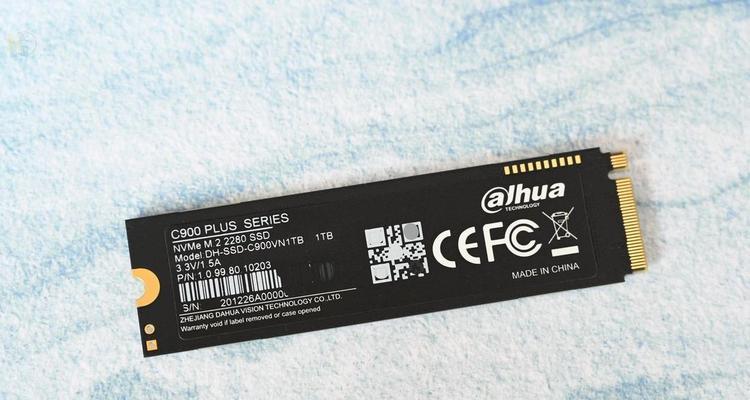 C900 PLUS SERIES
NVMe M.2 2280 SSD 1TB
Model DH-SSD-C900VN1TB
3.3V/1.5A
P/N 1.0 99 80 10203
S/N: 201226A0000
ZHEJIANG DAHUA VISION TECHNOLOGY CO.,LTD.
Warranty void if label removed or case opened
alhua
TECHNOLOGY
CE FC
MADE IN CHINA